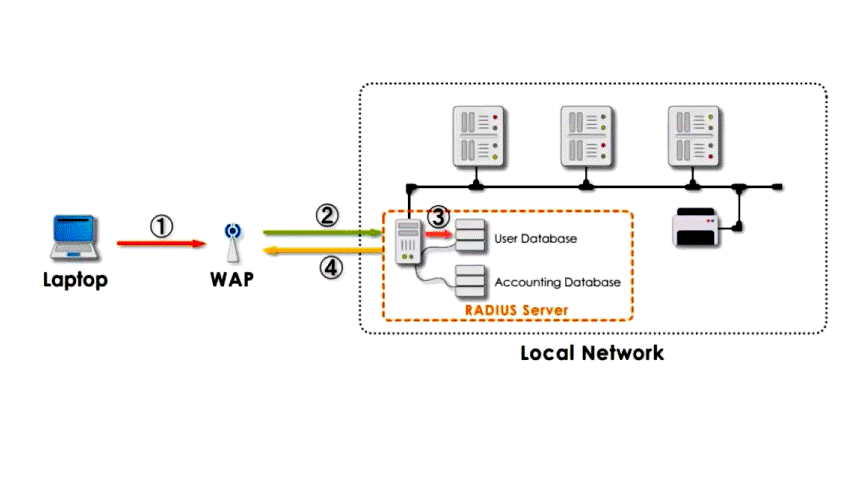 ①
②
③
④
User Database
Accounting Database
RADIUS Server
Laptop
WAP
Local Network